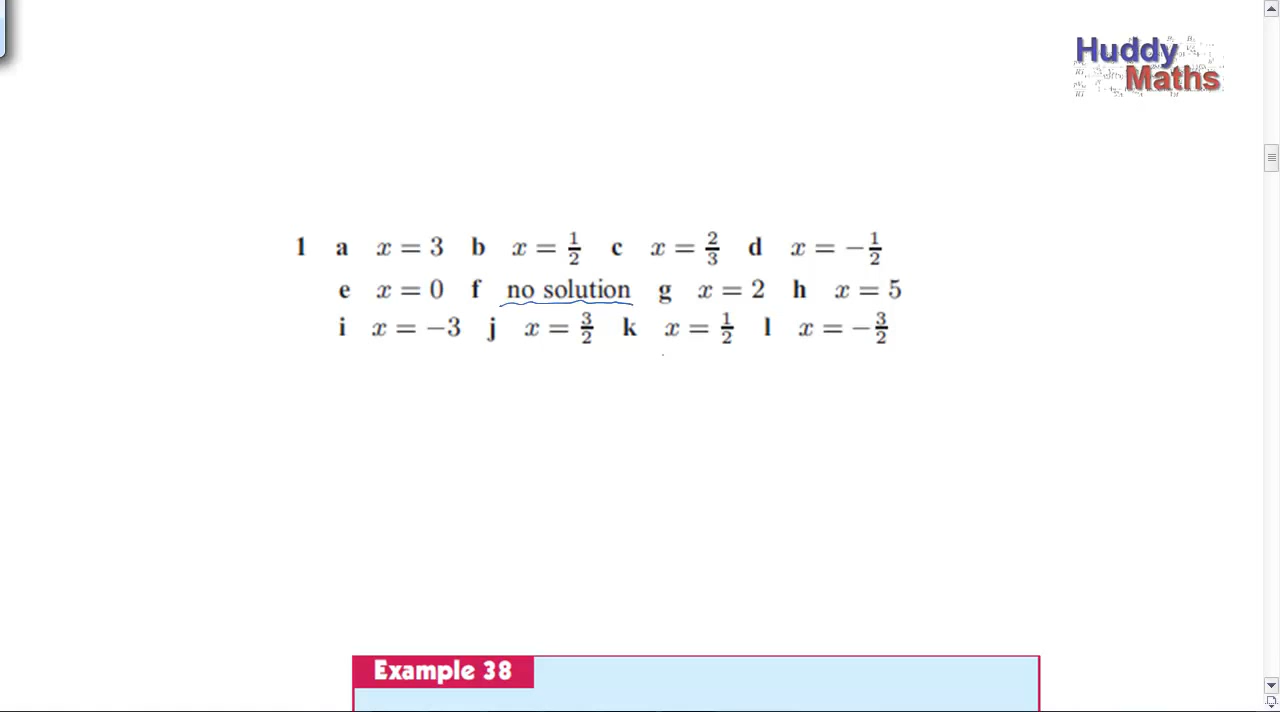 Huddy
Maths
1 a x = 3 b x = 1/2 c x = 2/3 d x = −1/2
e x = 0 f no solution g x = 2 h x = 5
i x = −3 j x = 3/2 k x = 1/2 l x = −3/2
Example 38